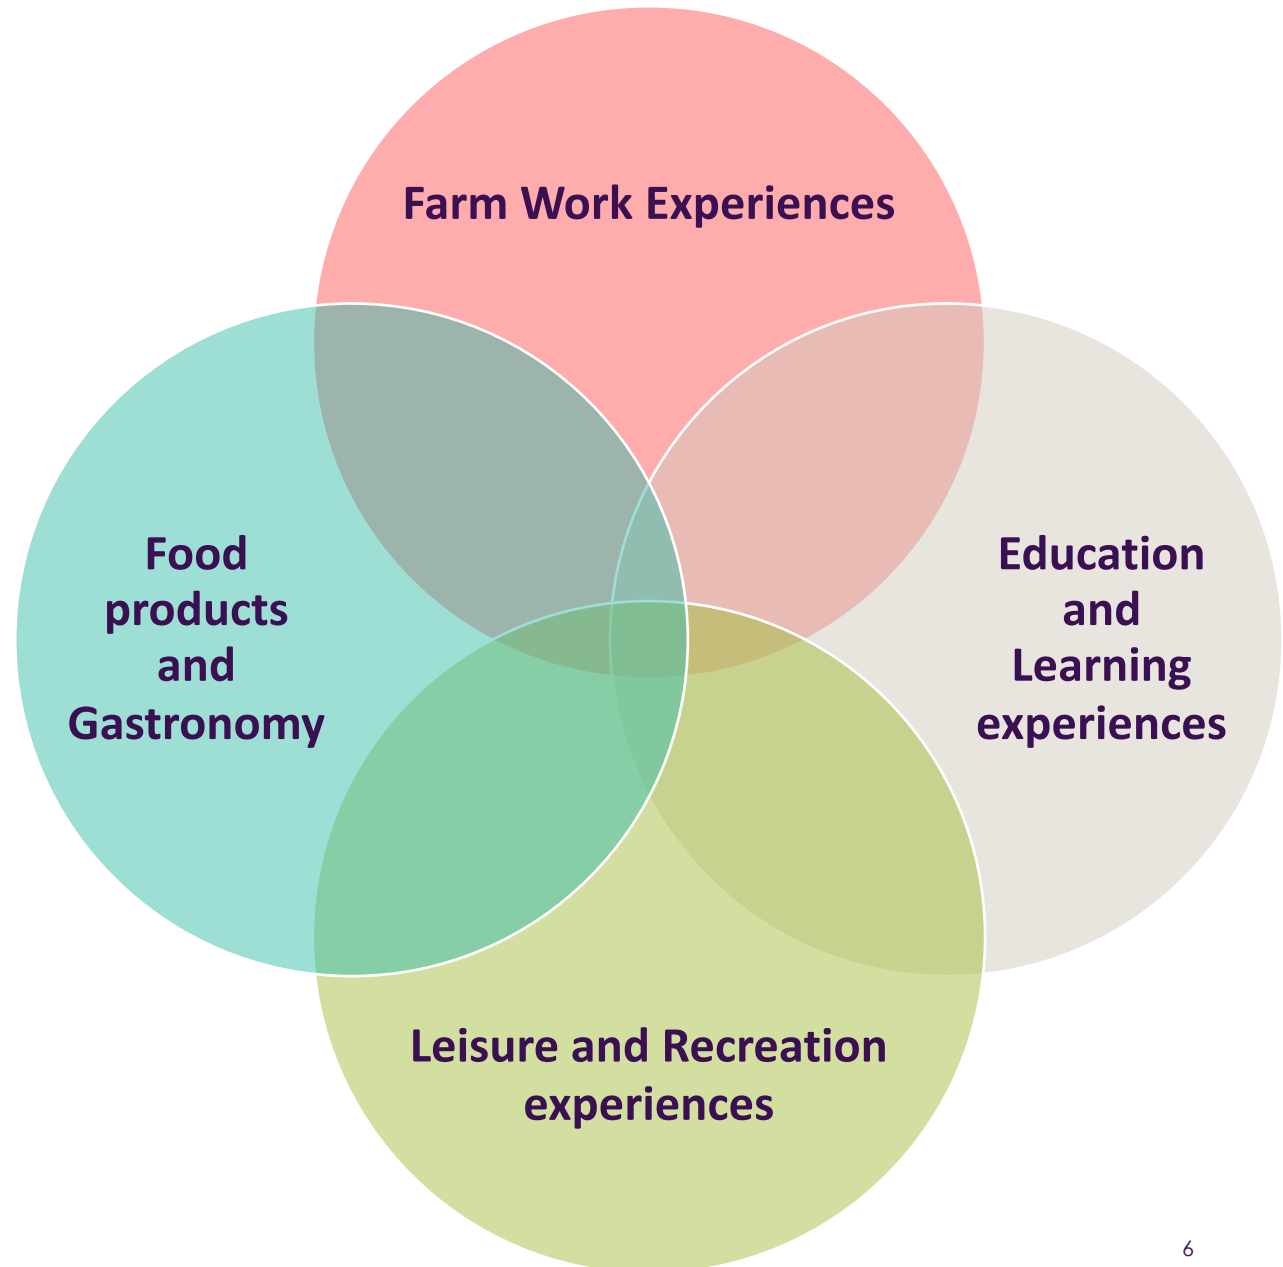 Farm Work Experiences
Food
products
and
Gastronomy
Education
and
Learning
experiences
Leisure and Recreation
experiences
6